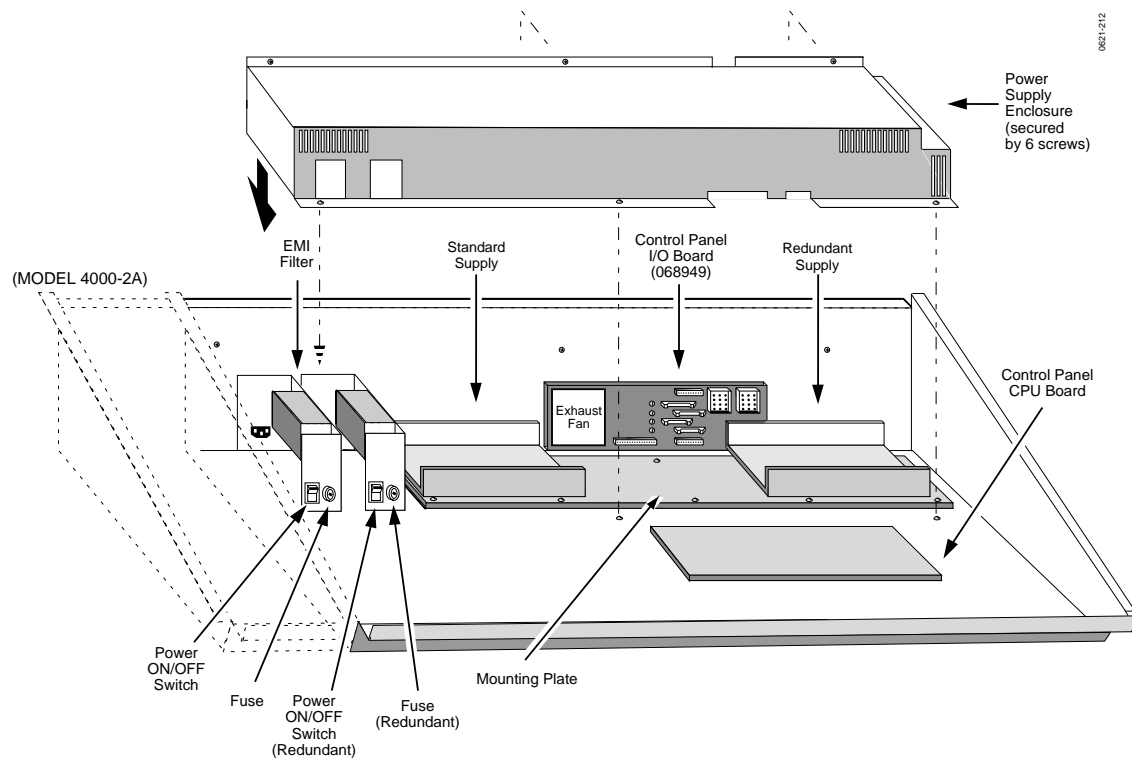 0621-212
Power
Supply
Enclosure
(secured
by 6 screws)
EMI
Filter
Standard
Supply
Control Panel
I/O Board
(068949)
Redundant
Supply
(MODEL 4000-2A)
Control Panel
CPU Board
Exhaust
Fan
Power
ON/OFF
Switch
Fuse
Power
ON/OFF
Switch
(Redundant)
Fuse
(Redundant)
Mounting Plate